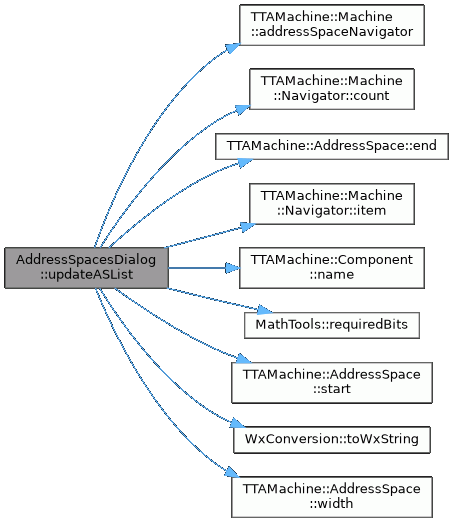 AddressSpacesDialog
::updateASList
TTAMachine::Machine
::addressSpaceNavigator
TTAMachine::Machine
::Navigator::count
TTAMachine::AddressSpace::end
TTAMachine::Machine
::Navigator::item
TTAMachine::Component
::name
MathTools::requiredBits
TTAMachine::AddressSpace
::start
WxConversion::toWxString
TTAMachine::AddressSpace
::width